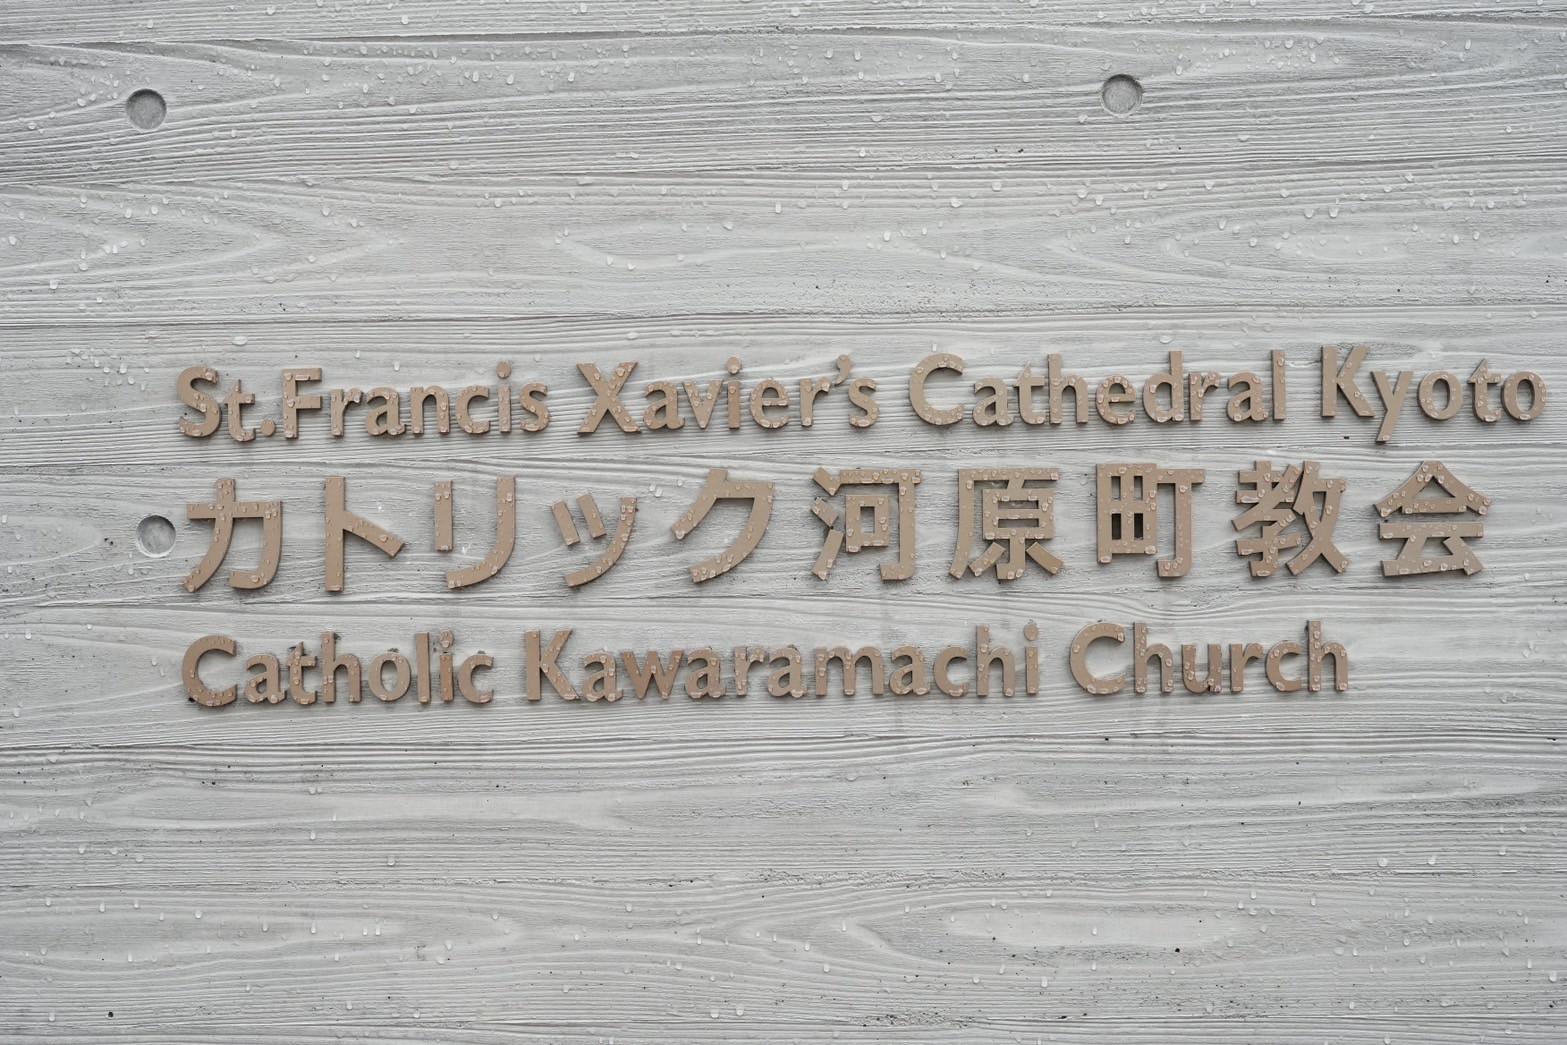 St.Francis Xavier's Cathedral Kyoto
カトリック河原町教会
Catholic Kawaramachi Church